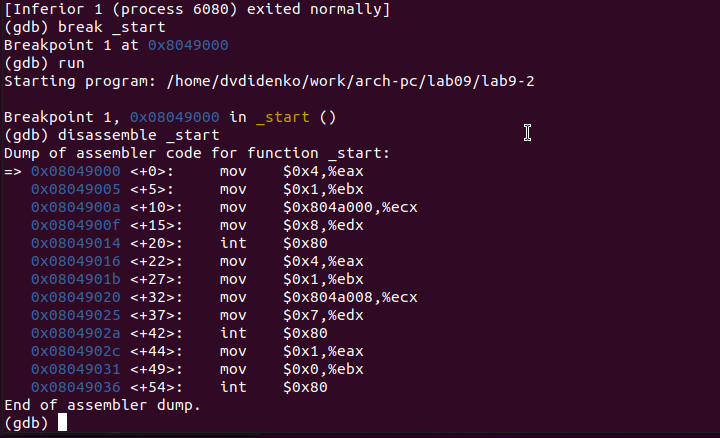 [Inferior 1 (process 6080) exited normally]
(gdb) break _start
Breakpoint 1 at 0x8049000
(gdb) run
Starting program: /home/dvdidenko/work/arch-pc/lab09/lab9-2

Breakpoint 1, 0x08049000 in _start ()
(gdb) disassemble _start
Dump of assembler code for function _start:
=> 0x08049000 <+0>:     mov    $0x4,%eax
   0x08049005 <+5>:     mov    $0x1,%ebx
   0x0804900a <+10>:    mov    $0x804a000,%ecx
   0x0804900f <+15>:    mov    $0x8,%edx
   0x08049014 <+20>:    int    $0x80
   0x08049016 <+22>:    mov    $0x4,%eax
   0x0804901b <+27>:    mov    $0x1,%ebx
   0x08049020 <+32>:    mov    $0x804a008,%ecx
   0x08049025 <+37>:    mov    $0x7,%edx
   0x0804902a <+42>:    int    $0x80
   0x0804902c <+44>:    mov    $0x1,%eax
   0x08049031 <+49>:    mov    $0x0,%ebx
   0x08049036 <+54>:    int    $0x80
End of assembler dump.
(gdb)